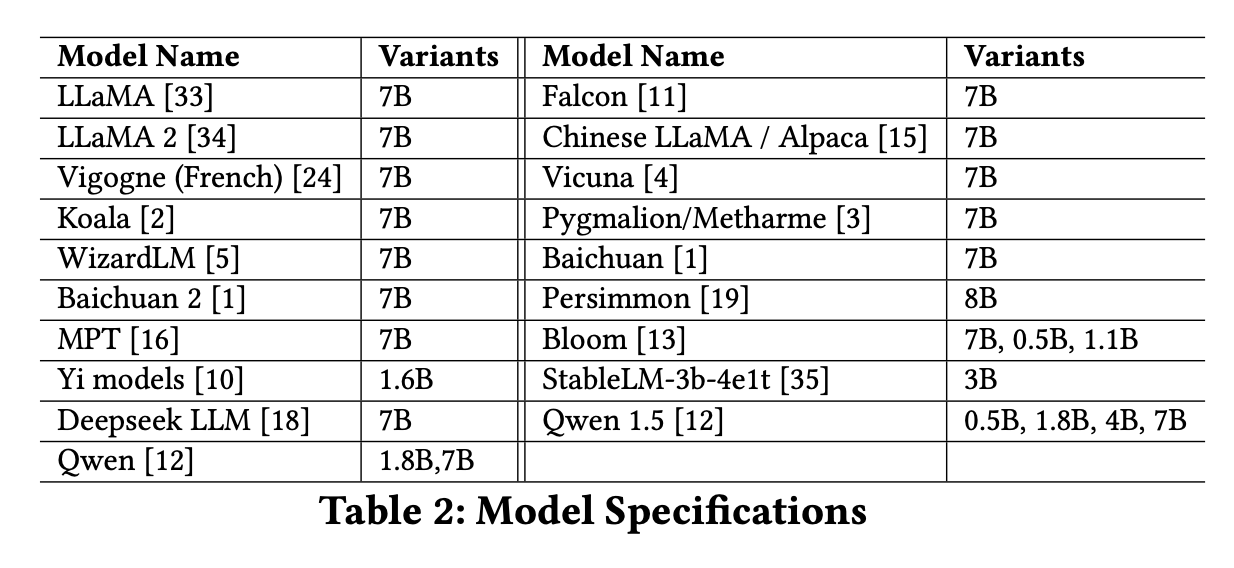 Model Name Variants Model Name Variants
LLaMA [33] 7B Falcon [11] 7B
LLaMA 2 [34] 7B Chinese LLaMA / Alpaca [15] 7B
Vigogne (French) [24] 7B Vicuna [4] 7B
Koala [2] 7B Pygmalion/Metharme [3] 7B
WizardLM [5] 7B Baichuan [1] 7B
Baichuan 2 [1] 7B Persimmon [19] 8B
MPT [16] 7B Bloom [13] 7B, 0.5B, 1.1B
Yi models [10] 1.6B StableLM-3b-4e1t [35] 3B
Deepseek LLM [18] 7B Qwen 1.5 [12] 0.5B, 1.8B, 4B, 7B
Qwen [12] 1.8B,7B
Table 2: Model Specifications